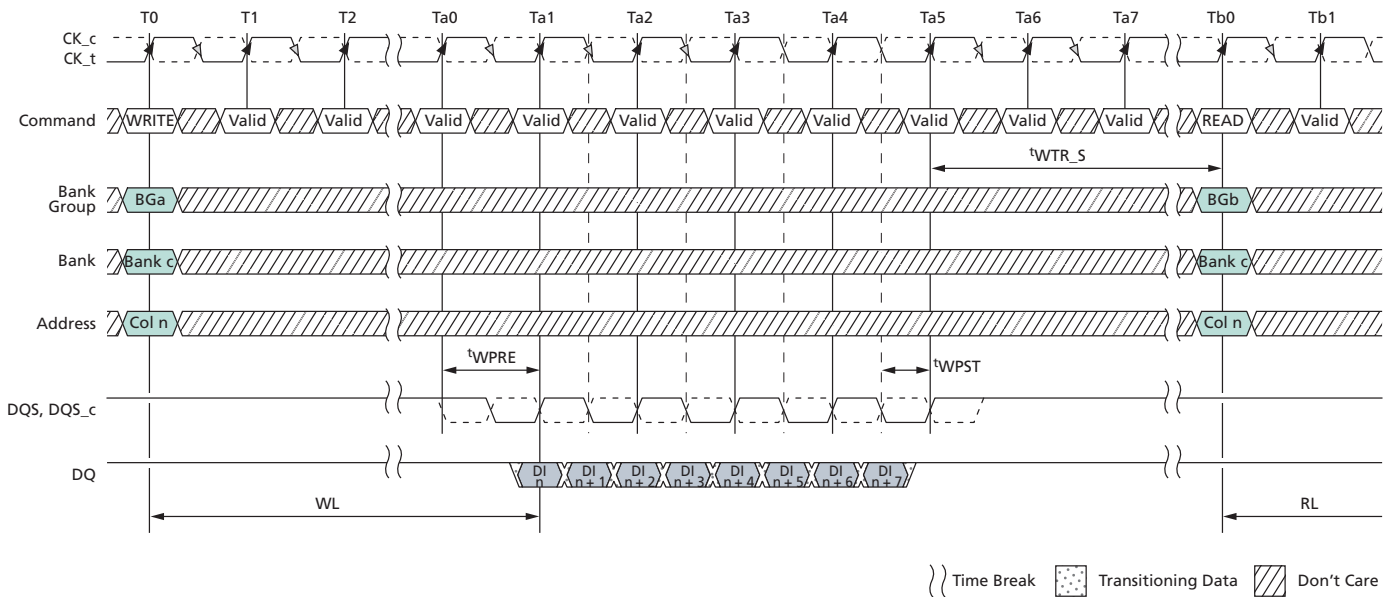 T0 T1 T2 Ta0 Ta1 Ta2 Ta3 Ta4 Ta5 Ta6 Ta7 Tb0 Tb1
CK_c
CK_t
Command WRITE Valid Valid Valid Valid Valid Valid Valid Valid Valid Valid READ Valid
tWTR_S
Bank Group BGa BGb
Bank Bank c Bank c
Address Col n Col n
tWPRE tWPST
DQS, DQS_c
DQ DI n DI n + 1 DI n + 2 DI n + 3 DI n + 4 DI n + 5 DI n + 6 DI n + 7
WL RL
Time Break Transitioning Data Don't Care